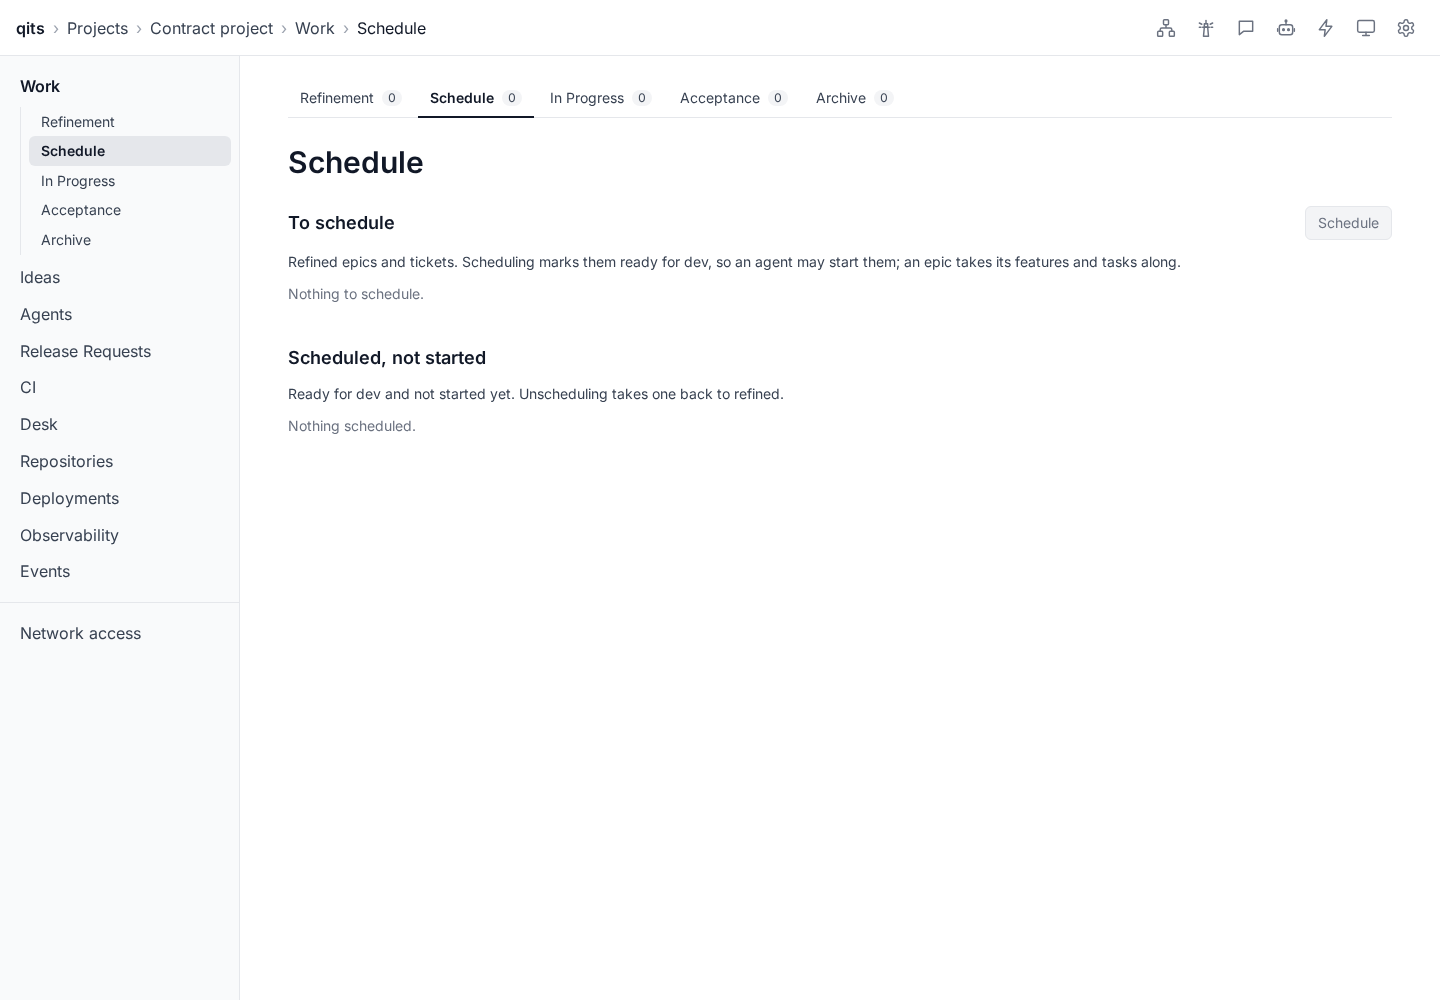 qits › Projects › Contract project › Work › Schedule
Work
Refinement
Schedule
In Progress
Acceptance
Archive
Ideas
Agents
Release Requests
CI
Desk
Repositories
Deployments
Observability
Events
Network access
Refinement 0 Schedule 0 In Progress 0 Acceptance 0 Archive 0
Schedule
To schedule
Schedule
Refined epics and tickets. Scheduling marks them ready for dev, so an agent may start them; an epic takes its features and tasks along.
Nothing to schedule.
Scheduled, not started
Ready for dev and not started yet. Unscheduling takes one back to refined.
Nothing scheduled.